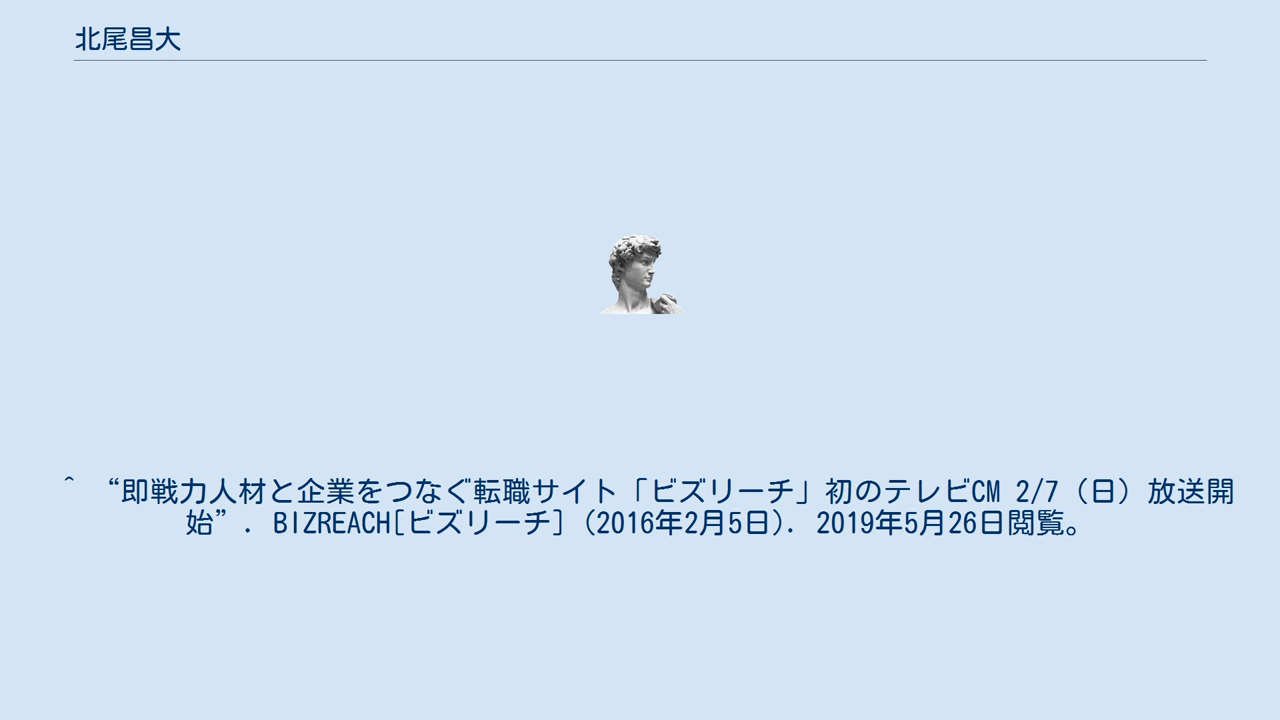 北尾昌大
^ “即戦力人材と企業をつなぐ転職サイト「ビズリーチ」初のテレビCM 2/7（日）放送開
始”. BIZREACH[ビズリーチ] (2016年2月5日). 2019年5月26日閲覧。